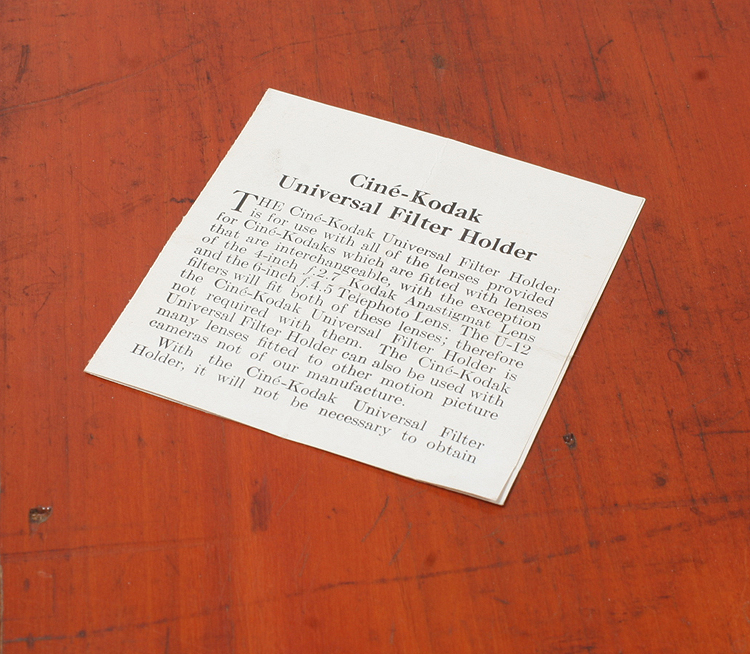 Ciné-Kodak
Universal Filter Holder
THE Ciné-Kodak Universal Filter Holder
is for use with all of the lenses provided
for Ciné-Kodaks which are fitted with lenses
that are interchangeable, with the exception
of the 4-inch f.2.7 Kodak Anastigmat Lens
and the 6-inch f.4.5 Telephoto Lens. The U-12
filters will fit both of these lenses; therefore
the Ciné-Kodak Universal Filter Holder is
not required with them. The Ciné-Kodak
Universal Filter Holder can also be used with
many lenses fitted to other motion picture
cameras not of our manufacture.
With the Ciné-Kodak Universal Filter
Holder, it will not be necessary to obtain